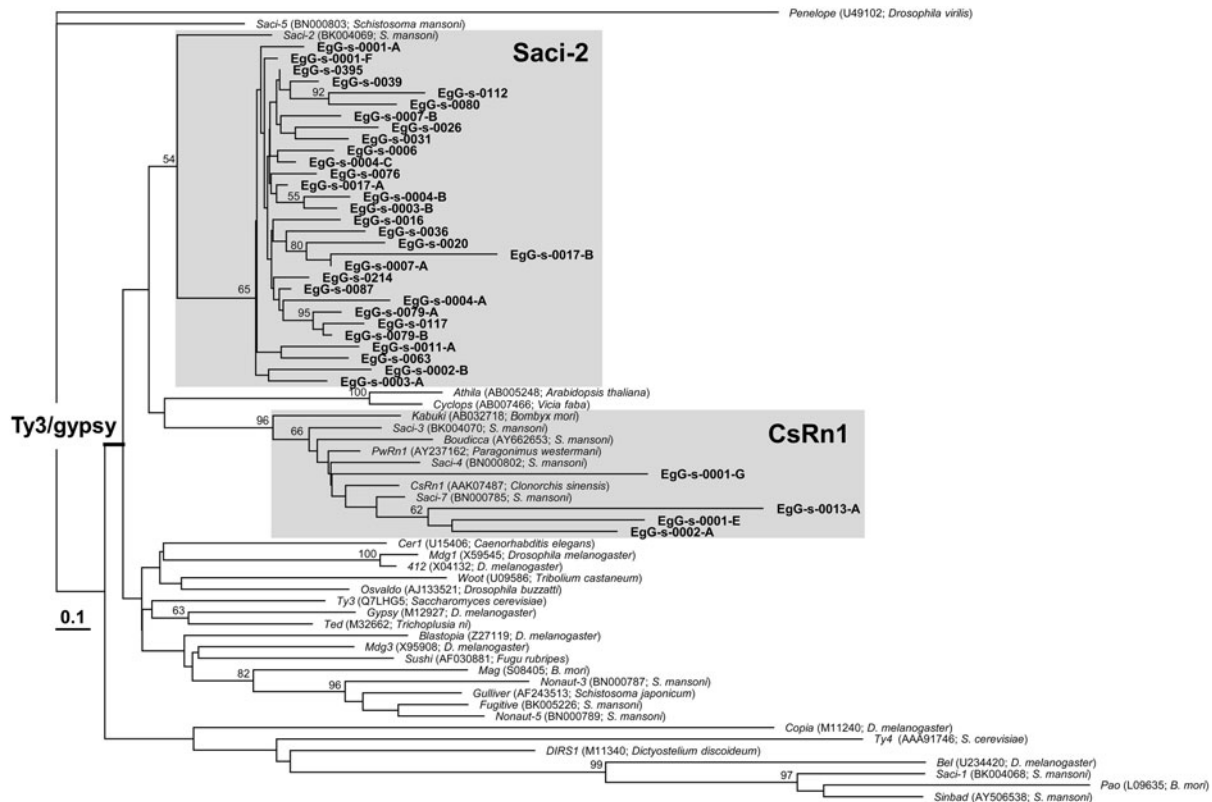 Penelope (U49102; Drosophila virilis)
Saci-5 (BN000803; Schistosoma mansoni)
Saci-2 (BK004069; S. mansoni)
Saci-2
EgG-s-0001-A
EgG-s-0001-F
EgG-s-0395
EgG-s-0039
92
EgG-s-0112
EgG-s-0080
EgG-s-0007-B
EgG-s-0026
EgG-s-0031
EgG-s-0006
54
EgG-s-0004-C
EgG-s-0076
EgG-s-0017-A
55
EgG-s-0004-B
EgG-s-0003-B
EgG-s-0016
EgG-s-0036
80
EgG-s-0020
EgG-s-0017-B
EgG-s-0007-A
EgG-s-0214
65
EgG-s-0087
EgG-s-0004-A
95
EgG-s-0079-A
EgG-s-0117
EgG-s-0079-B
EgG-s-0011-A
EgG-s-0063
EgG-s-0002-B
EgG-s-0003-A
100
Athila (AB005248; Arabidopsis thaliana)
Cyclops (AB007466; Vicia faba)
Ty3/gypsy
96
Kabuki (AB032718; Bombyx mori)
CsRn1
66
Saci-3 (BK004070; S. mansoni)
Boudicca (AY662653; S. mansoni)
PwRn1 (AY237162; Paragonimus westermani)
Saci-4 (BN000802; S. mansoni)
EgG-s-0001-G
CsRn1 (AAK07487; Clonorchis sinensis)
Saci-7 (BN000785; S. mansoni)
62
EgG-s-0013-A
EgG-s-0001-E
EgG-s-0002-A
Cer1 (U15406; Caenorhabditis elegans)
100
Mdg1 (X59545; Drosophila melanogaster)
412 (X04132; D. melanogaster)
Woot (U09586; Tribolium castaneum)
Osvaldo (AJ133521; Drosophila buzzatti)
Ty3 (Q7LHG5; Saccharomyces cerevisiae)
0.1
63
Gypsy (M12927; D. melanogaster)
Ted (M32662; Trichoplusia ni)
Blastopia (Z27119; D. melanogaster)
Mdg3 (X95908; D. melanogaster)
Sushi (AF030881; Fugu rubripes)
82
Mag (S08405; B. mori)
96
Nonaut-3 (BN000787; S. mansoni)
Gulliver (AF243513; Schistosoma japonicum)
Fugitive (BK005226; S. mansoni)
Nonaut-5 (BN000789; S. mansoni)
Copia (M11240; D. melanogaster)
Ty4 (AAA91746; S. cerevisiae)
DIRS1 (M11340; Dictyostelium discoideum)
99
Bel (U234420; D. melanogaster)
97
Saci-1 (BK004068; S. mansoni)
Pao (L09635; B. mori)
Sinbad (AY506538; S. mansoni)